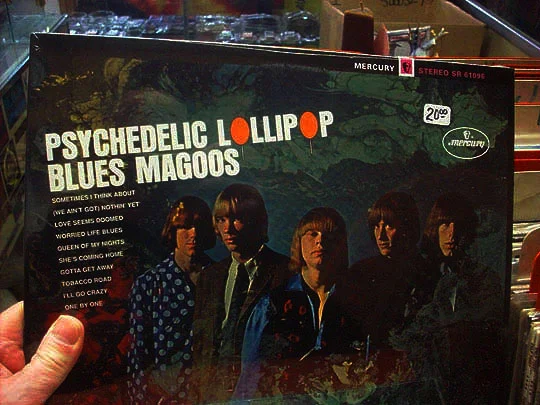 MERCURY STEREO SR 61096
20.00
PSYCHEDELIC LOLLIPOP
BLUES MAGOOS
mercury
SOMETIMES I THINK ABOUT
(WE AIN'T GOT) NOTHIN' YET
LOVE SEEMS DOOMED
WORRIED LIFE BLUES
QUEEN OF MY NIGHTS
SHE'S COMING HOME
GOTTA GET AWAY
TOBACCO ROAD
I'LL GO CRAZY
ONE BY ONE